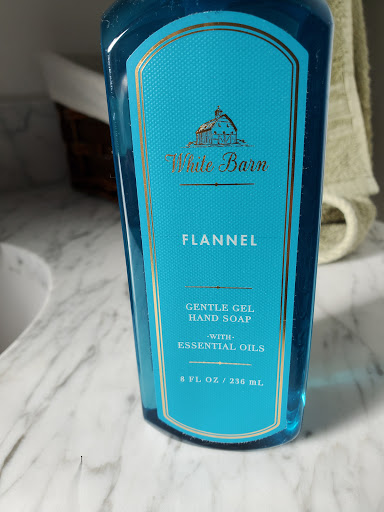 White Barn
FLANNEL
GENTLE GEL
HAND SOAP
·WITH·
ESSENTIAL OILS
8 FL OZ / 236 mL